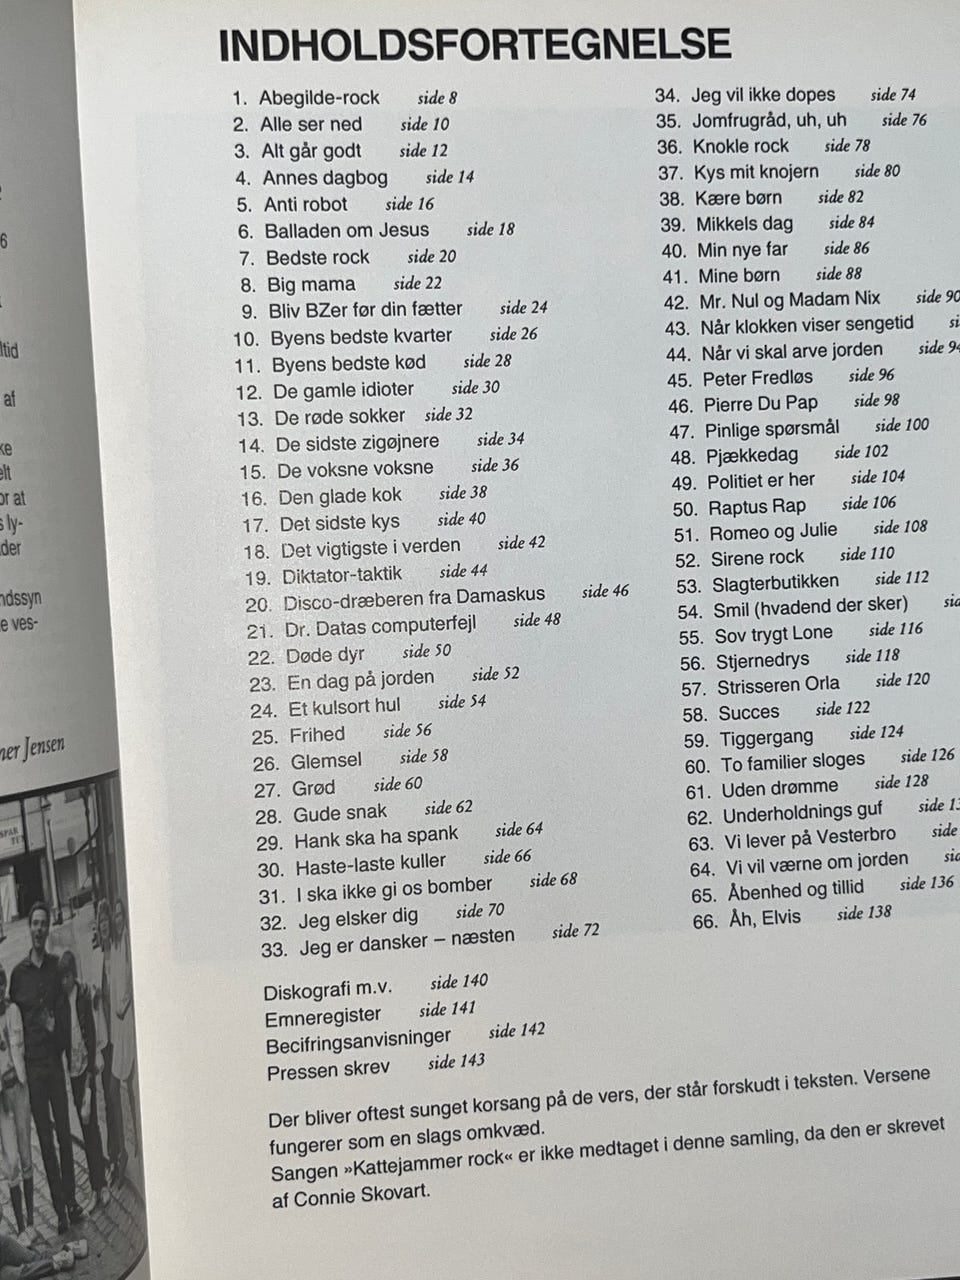 INDHOLDSFORTEGNELSE
1. Abegilde-rock side 8
2. Alle ser ned side 10
3. Alt går godt side 12
4. Annes dagbog side 14
5. Anti robot side 16
6. Balladen om Jesus side 18
7. Bedste rock side 20
8. Big mama side 22
9. Bliv BZer før din fætter side 24
10. Byens bedste kvarter side 26
11. Byens bedste kød side 28
12. De gamle idioter side 30
13. De røde sokker side 32
14. De sidste zigøjnere side 34
15. De voksne voksne side 36
16. Den glade kok side 38
17. Det sidste kys side 40
18. Det vigtigste i verden side 42
19. Diktator-taktik side 44
20. Disco-dræberen fra Damaskus side 46
21. Dr. Datas computerfejl side 48
22. Døde dyr side 50
23. En dag på jorden side 52
24. Et kulsort hul side 54
25. Frihed side 56
26. Glemsel side 58
27. Grød side 60
28. Gude snak side 62
29. Hank ska ha spank side 64
30. Haste-laste kuller side 66
31. I ska ikke gi os bomber side 68
32. Jeg elsker dig side 70
33. Jeg er dansker – næsten side 72
34. Jeg vil ikke dopes side 74
35. Jomfrugråd, uh, uh side 76
36. Knokle rock side 78
37. Kys mit knojern side 80
38. Kære børn side 82
39. Mikkels dag side 84
40. Min nye far side 86
41. Mine børn side 88
42. Mr. Nul og Madam Nix side 90
43. Når klokken viser sengetid
44. Når vi skal arve jorden side 94
45. Peter Fredløs side 96
46. Pierre Du Pap side 98
47. Pinlige spørsmål side 100
48. Pjækkedag side 102
49. Politiet er her side 104
50. Raptus Rap side 106
51. Romeo og Julie side 108
52. Sirene rock side 110
53. Slagterbutikken side 112
54. Smil (hvadend der sker)
55. Sov trygt Lone side 116
56. Stjernedrys side 118
57. Strisseren Orla side 120
58. Succes side 122
59. Tiggergang side 124
60. To familier sloges side 126
61. Uden drømme side 128
62. Underholdnings guf side
63. Vi lever på Vesterbro side
64. Vi vil værne om jorden
65. Åbenhed og tillid side 136
66. Åh, Elvis side 138
Diskografi m.v. side 140
Emneregister side 141
Becifringsanvisninger side 142
Pressen skrev side 143
Der bliver oftest sunget korsang på de vers, der står forskudt i teksten. Versene
fungerer som en slags omkvæd.
Sangen »Kattejammer rock« er ikke medtaget i denne samling, da den er skrevet
af Connie Skovart.
af
or at
Jensen